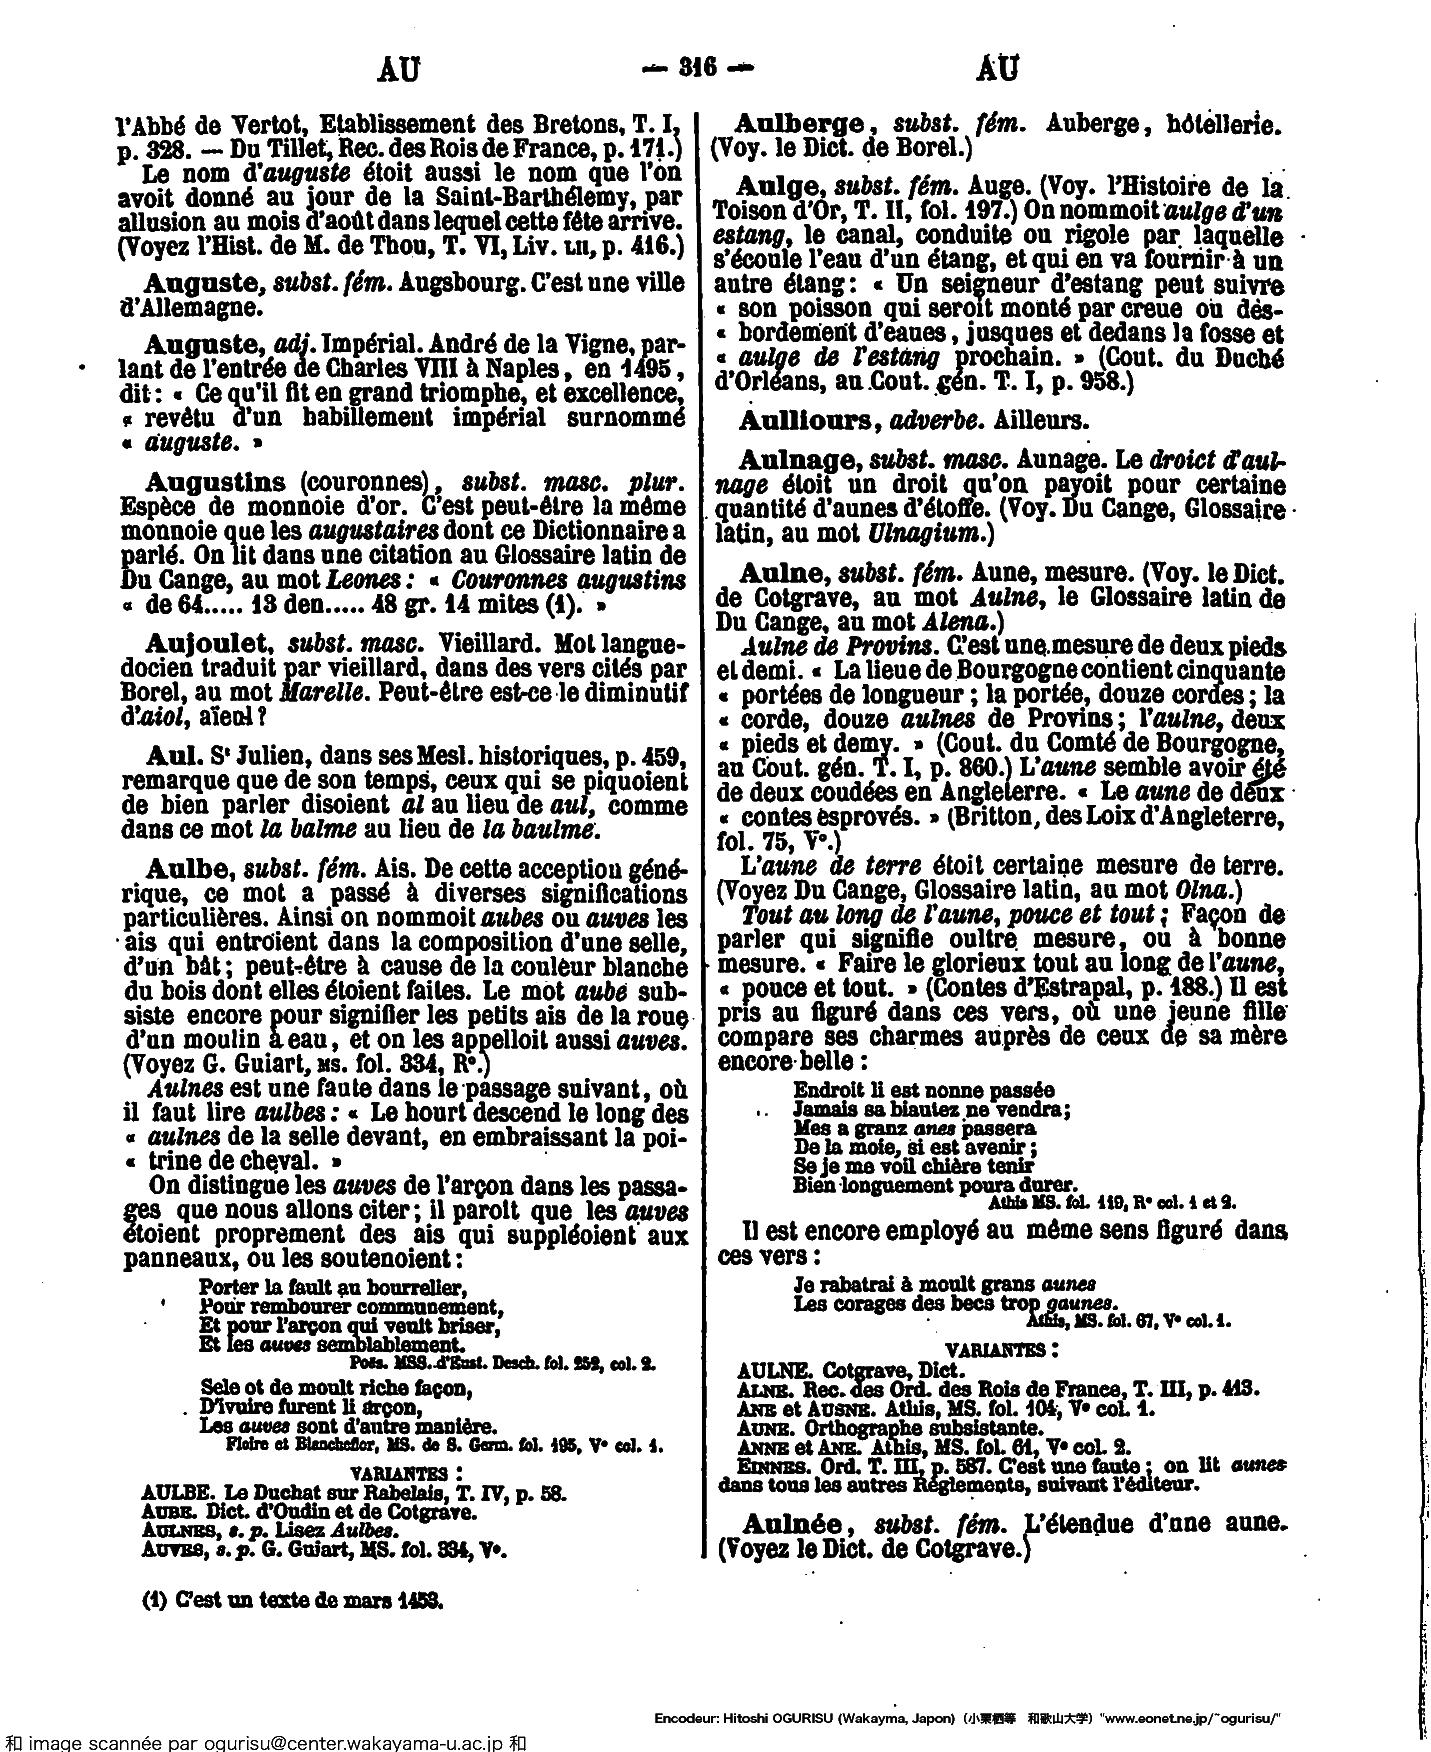 AU — 316 — AU
l'Abbé de Vertot, Etablissement des Bretons, T. I,
p. 328. — Du Tillet, Rec. des Rois de France, p. 171.)
Le nom d'auguste étoit aussi le nom que l'on
avoit donné au jour de la Saint-Barthélemy, par
allusion au mois d'août dans lequel cette fête arrive.
(Voyez l'Hist. de M. de Thou, T. VI, Liv. LII, p. 416.)
Auguste, subst. fém. Augsbourg. C'est une ville
d'Allemagne.
Auguste, adj. Impérial. André de la Vigne, par-
lant de l'entrée de Charles VIII à Naples, en 1495,
dit : « Ce qu'il fit en grand triomphe, et excellence,
« revêtu d'un habillement impérial surnommé
« auguste. »
Augustins (couronnes), subst. masc. plur.
Espèce de monnoie d'or. C'est peut-être la même
monnoie que les augustaires dont ce Dictionnaire a
parlé. On lit dans une citation au Glossaire latin de
Du Cange, au mot Leones : « Couronnes augustins
« de 64..... 13 den..... 48 gr. 14 mites (1). »
Aujoulet, subst. masc. Vieillard. Mot langue-
docien traduit par vieillard, dans des vers cités par
Borel, au mot Marelle. Peut-être est-ce le diminutif
d'aiol, aïeul ?
Aul. St Julien, dans ses Mesl. historiques, p. 459,
remarque que de son temps, ceux qui se piquoient
de bien parler disoient al au lieu de aul, comme
dans ce mot la balme au lieu de la baulme.
Aulbe, subst. fém. Ais. De cette acception géné-
rique, ce mot a passé à diverses significations
particulières. Ainsi on nommoit aubes ou auves les
ais qui entroient dans la composition d'une selle,
d'un bât ; peut-être à cause de la couleur blanche
du bois dont elles étoient faites. Le mot aube sub-
siste encore pour signifier les petits ais de la roue
d'un moulin à eau, et on les appelloit aussi auves.
(Voyez G. Guiart, MS. fol. 334, R°.)
Aulnes est une faute dans le passage suivant, où
il faut lire aulbes : « Le hourt descend le long des
« aulnes de la selle devant, en embraissant la poi-
« trine de cheval. »
On distingue les auves de l'arçon dans les passa-
ges que nous allons citer ; il paroît que les auves
étoient proprement des ais qui suppléoient aux
panneaux, ou les soutenoient :
Porter la fault au bourrelier,
Pour rembourer communement,
Et pour l'arçon qui veult briser,
Et les auves semblablement.
Poës. MSS. d'Eust. Desch. fol. 252, col. 2.
Sele ot de moult riche façon,
D'ivuire furent li arçon,
Les auves sont d'autre manière.
Floire et Blancheflor, MS. de S. Germ. fol. 195, V° col. 1.
VARIANTES :
AULBE. Le Duchat sur Rabelais, T. IV, p. 58.
AUBE. Dict. d'Oudin et de Cotgrave.
AULNES, s. p. Lisez Aulbes.
AUVES, s. p. G. Guiart, MS. fol. 334, V°.
(1) C'est un texte de mars 1453.
Aulberge, subst. fém. Auberge, hôtellerie.
(Voy. le Dict. de Borel.)
Aulge, subst. fém. Auge. (Voy. l'Histoire de la
Toison d'Or, T. II, fol. 197.) On nommoit aulge d'un
estang, le canal, conduite ou rigole par laquelle
s'écoule l'eau d'un étang, et qui en va fournir à un
autre étang : « Un seigneur d'estang peut suivre
« son poisson qui seroit monté par creue ou des-
« bordement d'eaues, jusques et dedans la fosse et
« aulge de l'estang prochain. » (Cout. du Duché
d'Orléans, au Cout. gén. T. I, p. 958.)
Aulliours, adverbe. Ailleurs.
Aulnage, subst. masc. Aunage. Le droict d'aul-
nage étoit un droit qu'on payoit pour certaine
quantité d'aunes d'étoffe. (Voy. Du Cange, Glossaire
latin, au mot Ulnagium.)
Aulne, subst. fém. Aune, mesure. (Voy. le Dict.
de Cotgrave, au mot Aulne, le Glossaire latin de
Du Cange, au mot Alena.)
Aulne de Provins. C'est une mesure de deux pieds
et demi. « La lieue de Bourgogne contient cinquante
« portées de longueur ; la portée, douze cordes ; la
« corde, douze aulnes de Provins ; l'aulne, deux
« pieds et demy. » (Cout. du Comté de Bourgogne,
au Cout. gén. T. I, p. 860.) L'aune semble avoir été
de deux coudées en Angleterre. « Le aune de deux
« contes esprovés. » (Britton, des Loix d'Angleterre,
fol. 75, V°.)
L'aune de terre étoit certaine mesure de terre.
(Voyez Du Cange, Glossaire latin, au mot Olna.)
Tout au long de l'aune, pouce et tout ; Façon de
parler qui signifie oultre mesure, ou à bonne
mesure. « Faire le glorieux tout au long de l'aune,
« pouce et tout. » (Contes d'Estrapal, p. 188.) Il est
pris au figuré dans ces vers, où une jeune fille
compare ses charmes auprès de ceux de sa mère
encore belle :
Endroit li est nonne passée
Jamais sa biautez ne vendra ;
Mes a granz anes passera
De la moie, si est avenir ;
Se je me voil chière tenir
Bien longuement poura durer.
Athis MS. fol. 119, R° col. 1 et 2.
Il est encore employé au même sens figuré dans
ces vers :
Je rabatrai à moult grans aunes
Les corages des becs trop gaunes.
Athis, MS. fol. 67, V° col. 1.
VARIANTES :
AULNE. Cotgrave, Dict.
ALNE. Rec. des Ord. des Rois de France, T. III, p. 413.
ANE et AUSNE. Athis, MS. fol. 104, V° col. 1.
AUNE. Orthographe subsistante.
ANNE et ANE. Athis, MS. fol. 61, V° col. 2.
EINNES. Ord. T. III, p. 587. C'est une faute ; on lit aunes
dans tous les autres Règlements, suivant l'éditeur.
Aulnée, subst. fém. L'étendue d'une aune.
(Voyez le Dict. de Cotgrave.)
Encodeur: Hitoshi OGURISU (Wakayma, Japon) (小栗栖等 和歌山大学) "www.eonet.ne.jp/~ogurisu/"
和 image scannée par ogurisu@center.wakayama-u.ac.jp 和